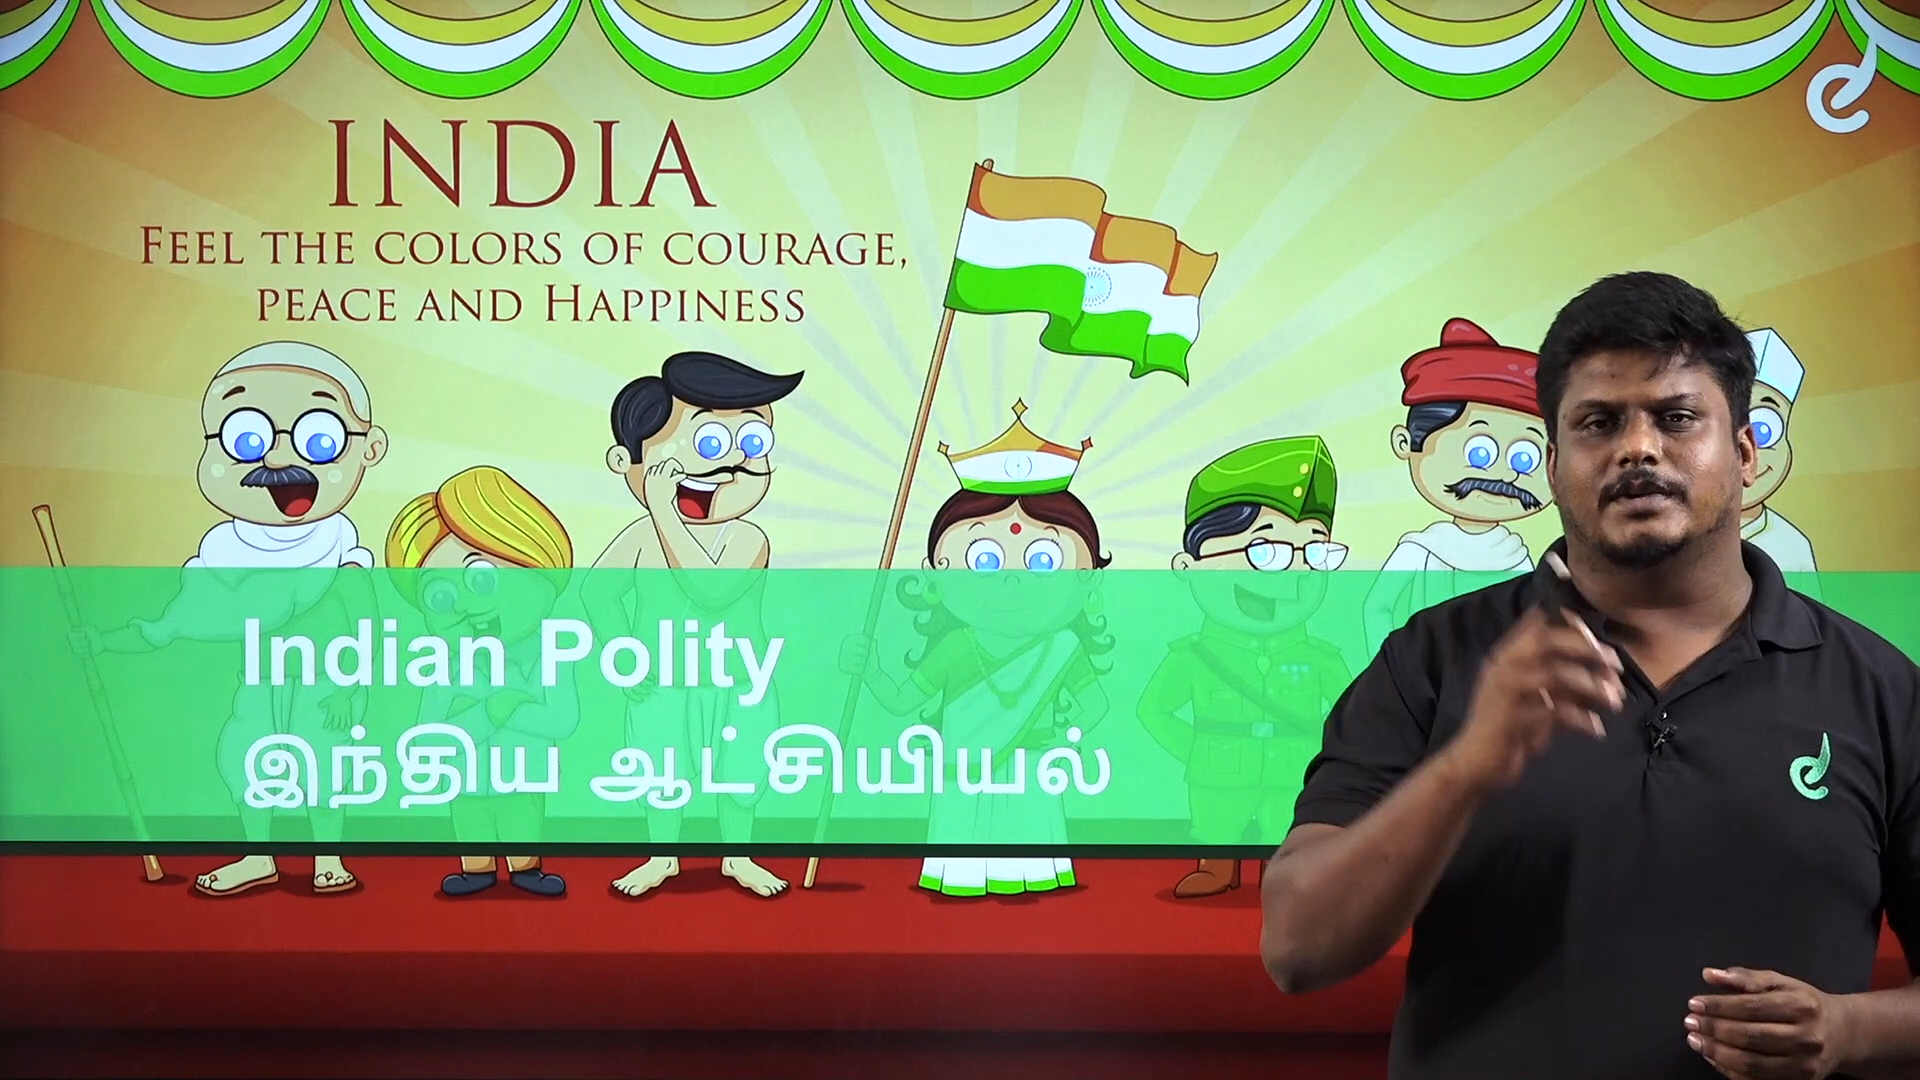 INDIA
FEEL THE COLORS OF COURAGE,
PEACE AND HAPPINESS
Indian Polity
இந்திய ஆட்சியியல்